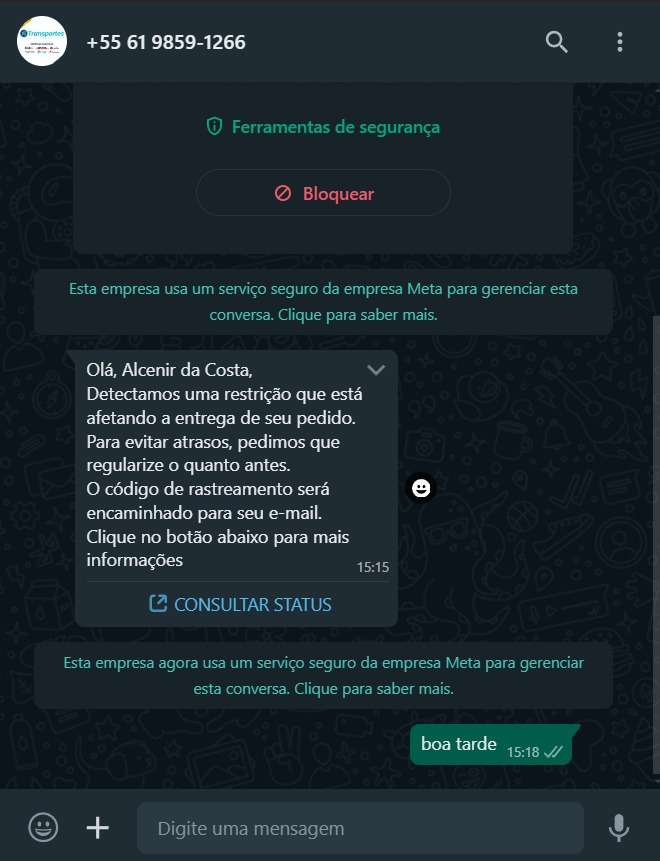 Transportes
+55 61 9859-1266
Ferramentas de segurança
Bloquear
Esta empresa usa um serviço seguro da empresa Meta para gerenciar esta
conversa. Clique para saber mais.
Olá, Alcenir da Costa,
Detectamos uma restrição que está
afetando a entrega de seu pedido.
Para evitar atrasos, pedimos que
regularize o quanto antes.
O código de rastreamento será
encaminhado para seu e-mail.
Clique no botão abaixo para mais
informações
15:15
CONSULTAR STATUS
Esta empresa agora usa um serviço seguro da empresa Meta para gerenciar
esta conversa. Clique para saber mais.
boa tarde
15:18
Digite uma mensagem